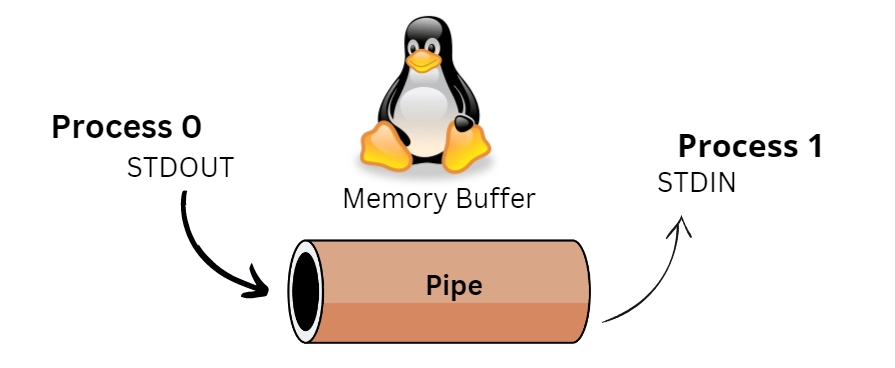 Process 0
STDOUT
Memory Buffer
Pipe
Process 1
STDIN